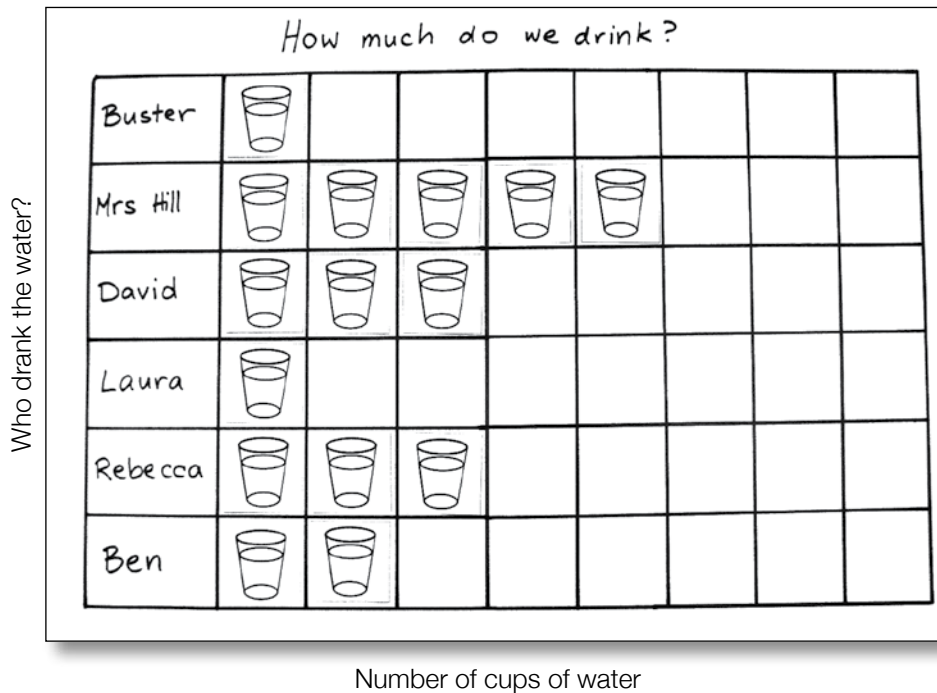 How much do we drink?
Who drank the water?
Buster
Mrs Hill
David
Laura
Rebecca
Ben
Number of cups of water